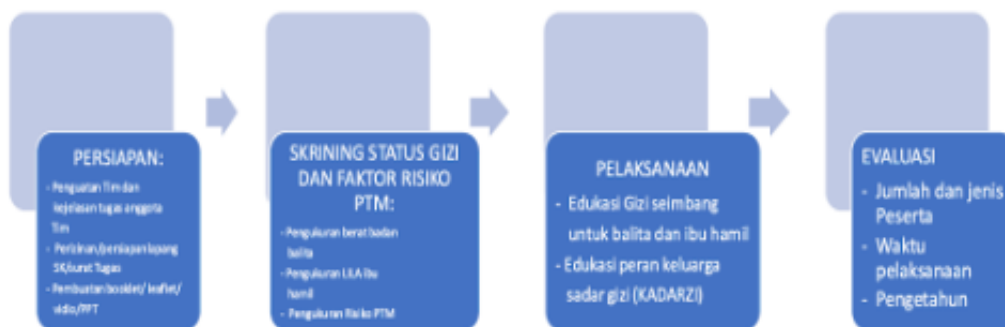 PERSIAPAN:
- Penguatan Tim dan
kejelasan tugas anggota
Tim
- Perizinan/persiapan lapang
SK/surat Tugas
- Pembuatan booklet/ leaflet/
vidio/PPT
SKRINING STATUS GIZI
DAN FAKTOR RISIKO
PTM:
- Pengukuran berat badan
balita
- Pengukuran LILA ibu
hamil
- Pengukuran Risiko PTM
PELAKSANAAN
- Edukasi Gizi seimbang
untuk balita dan ibu hamil
- Edukasi peran keluarga
sadar gizi (KADARZI)
EVALUASI
- Jumlah dan jenis
Peserta
- Waktu
pelaksanaan
- Pengetahun